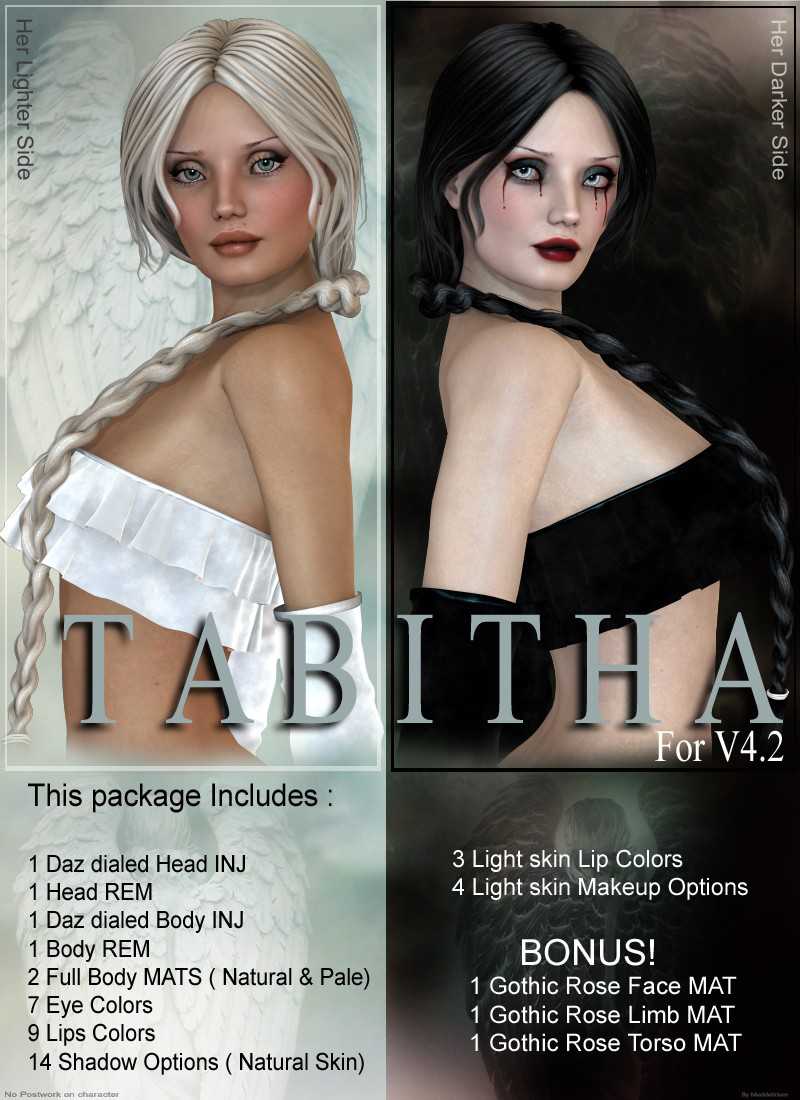 Her Lighter Side
Her Darker Side
TABITHA
For V4.2
This package Includes :
1 Daz dialed Head INJ
1 Head REM
1 Daz dialed Body INJ
1 Body REM
2 Full Body MATS ( Natural & Pale)
7 Eye Colors
9 Lips Colors
14 Shadow Options ( Natural Skin)
3 Light skin Lip Colors
4 Light skin Makeup Options
BONUS!
1 Gothic Rose Face MAT
1 Gothic Rose Limb MAT
1 Gothic Rose Torso MAT
No Postwork on character
By